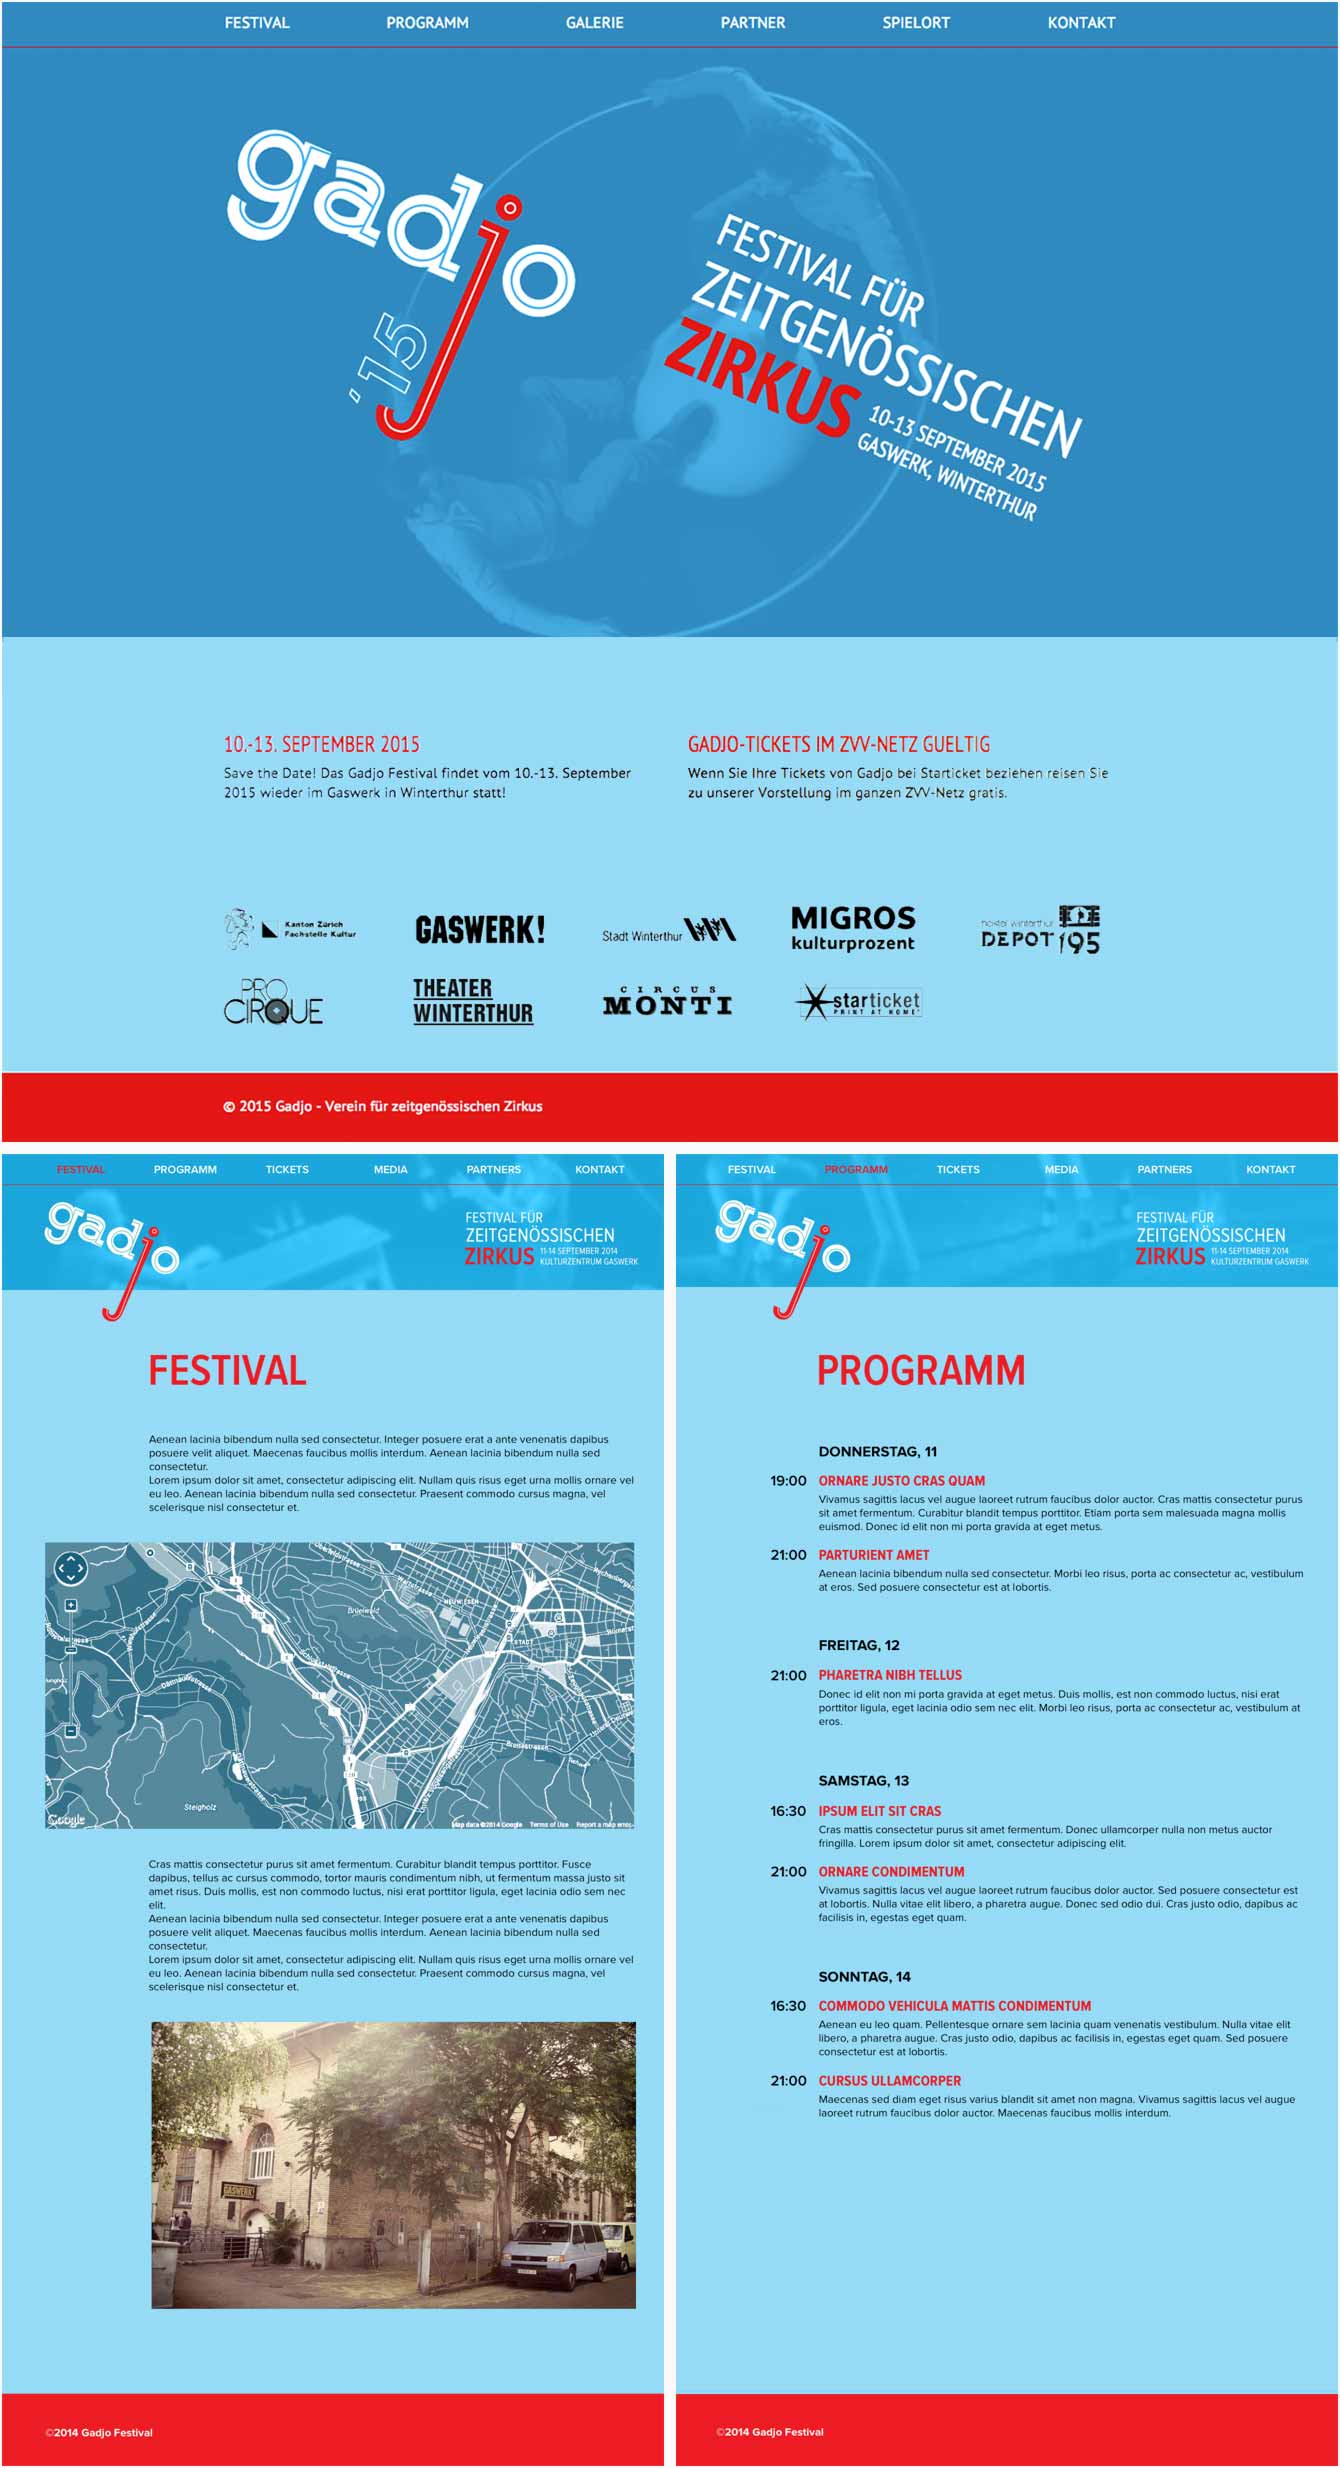 FESTIVAL PROGRAMM GALERIE PARTNER SPIELORT KONTAKT
gadjo
'15
FESTIVAL FÜR
ZEITGENÖSSISCHEN
ZIRKUS
10-13 SEPTEMBER 2015
GASWERK, WINTERTHUR
10.-13. SEPTEMBER 2015
Save the Date! Das Gadjo Festival findet vom 10.-13. September
2015 wieder im Gaswerk in Winterthur statt!
GADJO-TICKETS IM ZVV-NETZ GUELTIG
Wenn Sie Ihre Tickets von Gadjo bei Starticket beziehen reisen Sie
zu unserer Vorstellung im ganzen ZVV-Netz gratis.
Kanton Zürich
Fachstelle Kultur
GASWERK!
Stadt Winterthur
MIGROS
kulturprozent
hostel winterthur
DEPOT 195
PRO
CIRQUE
THEATER
WINTERTHUR
CIRCUS
MONTI
starticket
PRINT AT HOME
© 2015 Gadjo - Verein für zeitgenössischen Zirkus
FESTIVAL PROGRAMM TICKETS MEDIA PARTNERS KONTAKT
gadjo
FESTIVAL FÜR
ZEITGENÖSSISCHEN
ZIRKUS
11-14 SEPTEMBER 2014
KULTURZENTRUM GASWERK
FESTIVAL
Aenean lacinia bibendum nulla sed consectetur. Integer posuere erat a ante venenatis dapibus
posuere velit aliquet. Maecenas faucibus mollis interdum. Aenean lacinia bibendum nulla sed
consectetur.
Lorem ipsum dolor sit amet, consectetur adipiscing elit. Nullam quis risus eget urna mollis ornare vel
eu leo. Aenean lacinia bibendum nulla sed consectetur. Praesent commodo cursus magna, vel
scelerisque nisl consectetur et.
Brüelwald
NEUWIESEN
STADT
Schlosstalstrasse
Dättnauerstrasse
Breitestrasse
Steigholz
Google
Map data ©2014 Google Terms of Use Report a map error
Cras mattis consectetur purus sit amet fermentum. Curabitur blandit tempus porttitor. Fusce
dapibus, tellus ac cursus commodo, tortor mauris condimentum nibh, ut fermentum massa justo sit
amet risus. Duis mollis, est non commodo luctus, nisi erat porttitor ligula, eget lacinia odio sem nec
elit.
Aenean lacinia bibendum nulla sed consectetur. Integer posuere erat a ante venenatis dapibus
posuere velit aliquet. Maecenas faucibus mollis interdum. Aenean lacinia bibendum nulla sed
consectetur.
Lorem ipsum dolor sit amet, consectetur adipiscing elit. Nullam quis risus eget urna mollis ornare vel
eu leo. Aenean lacinia bibendum nulla sed consectetur. Praesent commodo cursus magna, vel
scelerisque nisl consectetur et.
GASWERK!
©2014 Gadjo Festival
FESTIVAL PROGRAMM TICKETS MEDIA PARTNERS KONTAKT
gadjo
FESTIVAL FÜR
ZEITGENÖSSISCHEN
ZIRKUS
11-14 SEPTEMBER 2014
KULTURZENTRUM GASWERK
PROGRAMM
DONNERSTAG, 11
19:00 ORNARE JUSTO CRAS QUAM
Vivamus sagittis lacus vel augue laoreet rutrum faucibus dolor auctor. Cras mattis consectetur purus
sit amet fermentum. Curabitur blandit tempus porttitor. Etiam porta sem malesuada magna mollis
euismod. Donec id elit non mi porta gravida at eget metus.
21:00 PARTURIENT AMET
Aenean lacinia bibendum nulla sed consectetur. Morbi leo risus, porta ac consectetur ac, vestibulum
at eros. Sed posuere consectetur est at lobortis.
FREITAG, 12
21:00 PHARETRA NIBH TELLUS
Donec id elit non mi porta gravida at eget metus. Duis mollis, est non commodo luctus, nisi erat
porttitor ligula, eget lacinia odio sem nec elit. Morbi leo risus, porta ac consectetur ac, vestibulum at
eros.
SAMSTAG, 13
16:30 IPSUM ELIT SIT CRAS
Cras mattis consectetur purus sit amet fermentum. Donec ullamcorper nulla non metus auctor
fringilla. Lorem ipsum dolor sit amet, consectetur adipiscing elit.
21:00 ORNARE CONDIMENTUM
Vivamus sagittis lacus vel augue laoreet rutrum faucibus dolor auctor. Sed posuere consectetur est
at lobortis. Nulla vitae elit libero, a pharetra augue. Donec sed odio dui. Cras justo odio, dapibus ac
facilisis in, egestas eget quam.
SONNTAG, 14
16:30 COMMODO VEHICULA MATTIS CONDIMENTUM
Aenean eu leo quam. Pellentesque ornare sem lacinia quam venenatis vestibulum. Nulla vitae elit
libero, a pharetra augue. Cras justo odio, dapibus ac facilisis in, egestas eget quam. Sed posuere
consectetur est at lobortis.
21:00 CURSUS ULLAMCORPER
Maecenas sed diam eget risus varius blandit sit amet non magna. Vivamus sagittis lacus vel augue
laoreet rutrum faucibus dolor auctor. Maecenas faucibus mollis interdum.
©2014 Gadjo Festival